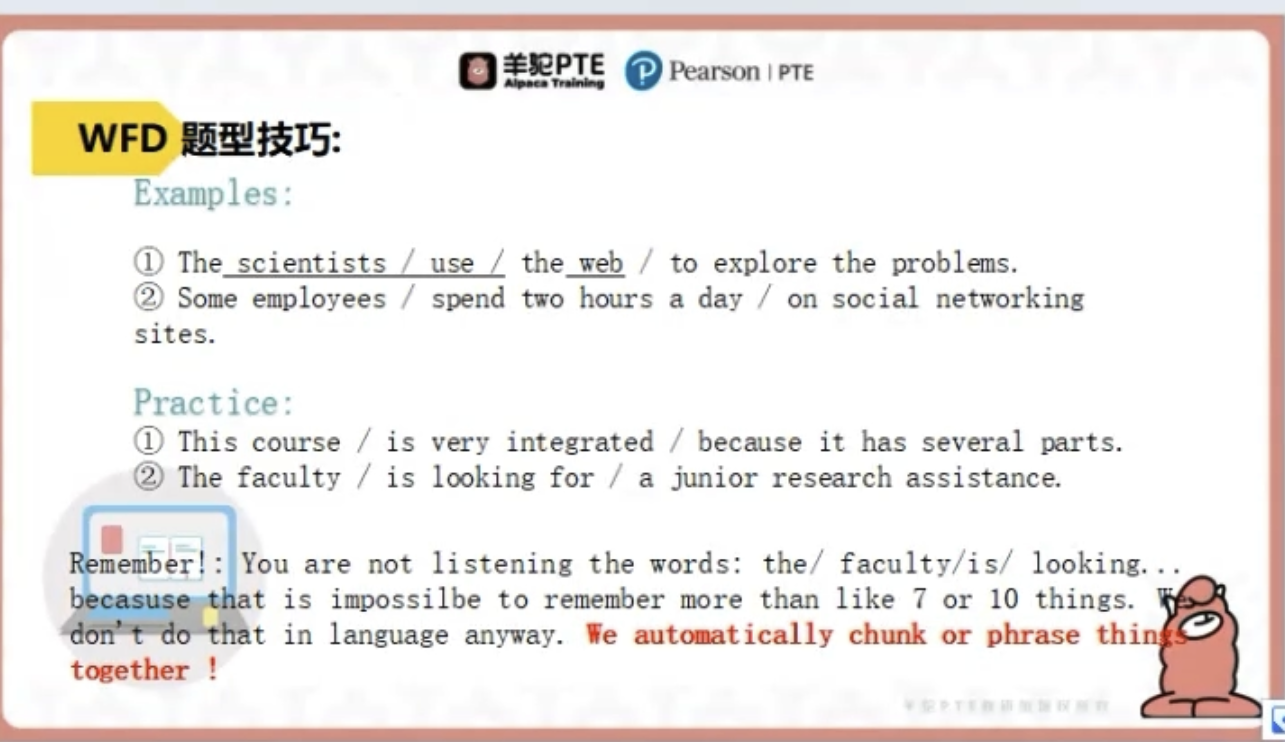 羊驼PTE
Alpaca Training
Pearson | PTE
WFD 题型技巧:
Examples:
① The scientists / use / the web / to explore the problems.
② Some employees / spend two hours a day / on social networking
sites.
Practice:
① This course / is very integrated / because it has several parts.
② The faculty / is looking for / a junior research assistance.
Remember!: You are not listening the words: the/ faculty/is/ looking...
becasuse that is impossilbe to remember more than like 7 or 10 things. We
don't do that in language anyway. We automatically chunk or phrase things
together !